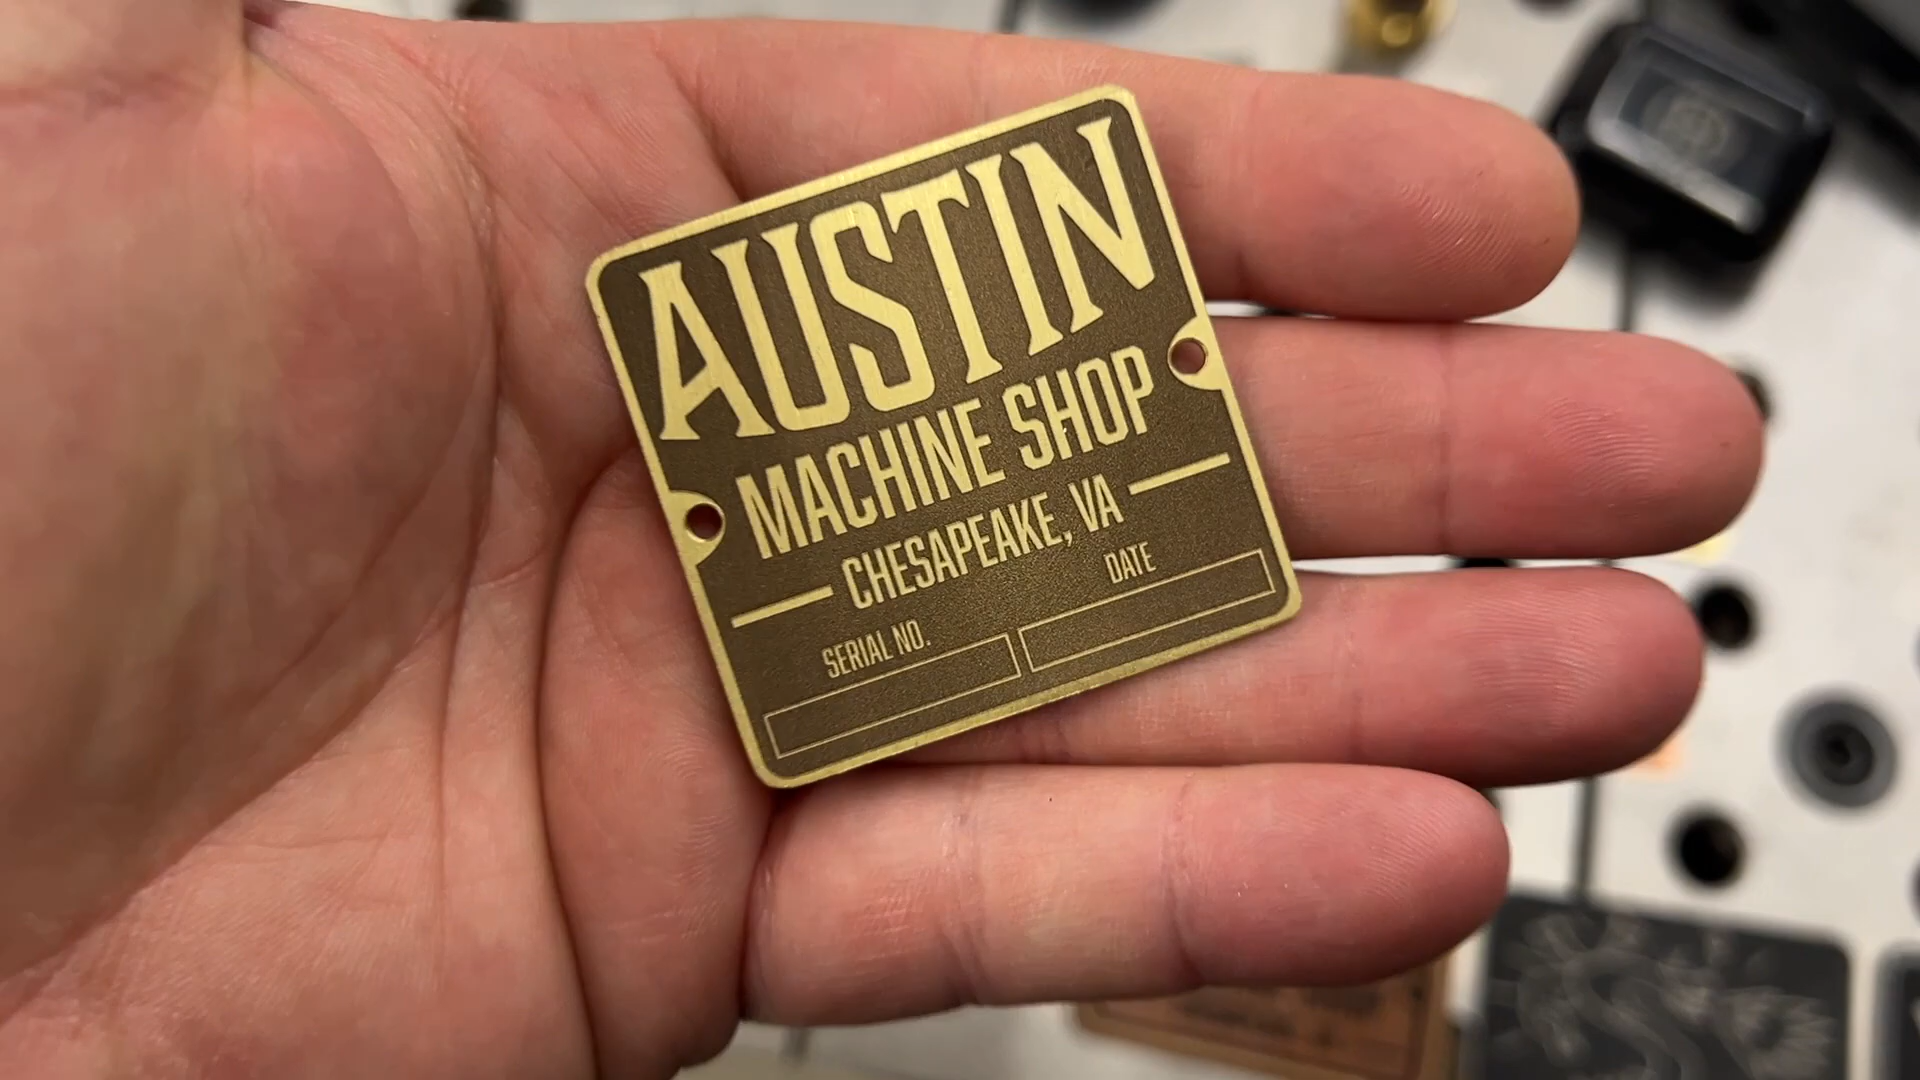 AUSTIN
MACHINE SHOP
CHESAPEAKE, VA
SERIAL NO. DATE